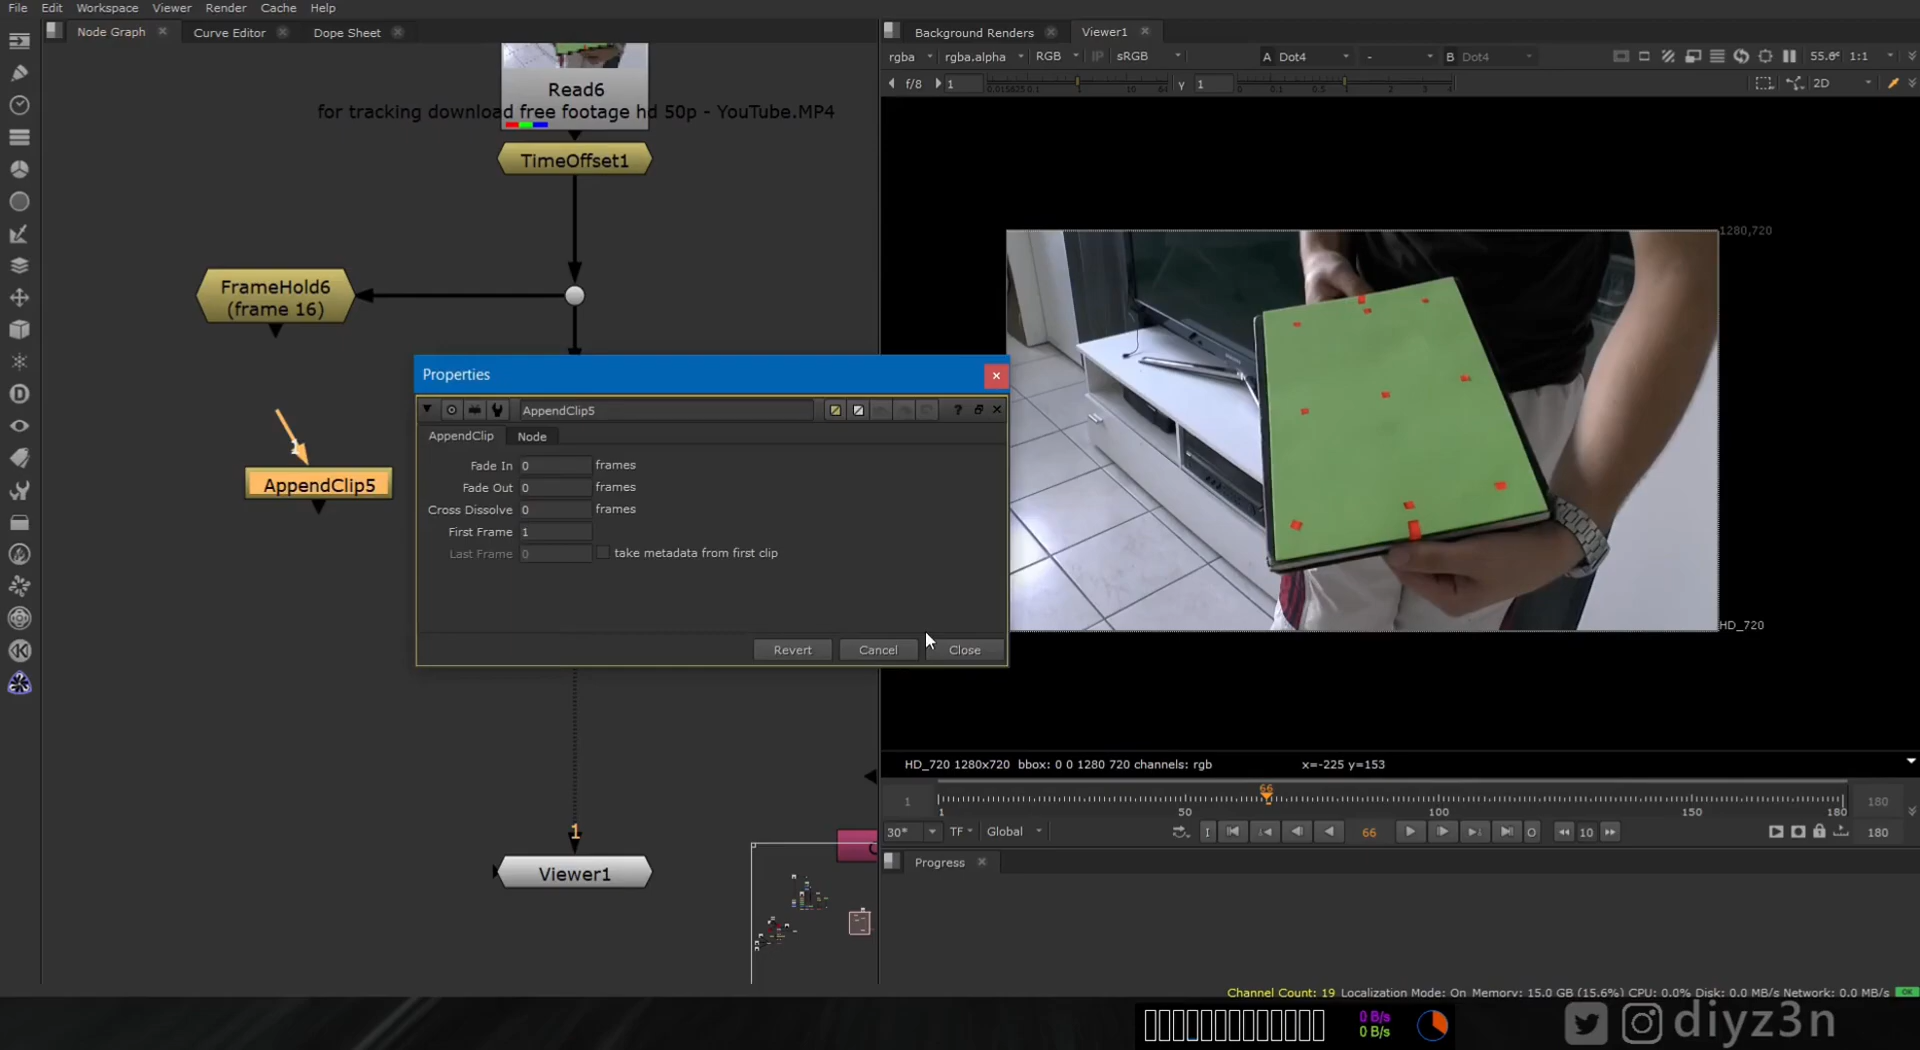 File Edit Workspace Viewer Render Cache Help
Node Graph Curve Editor Dope Sheet
Read6
for tracking download free footage hd 50p - YouTube.MP4
TimeOffset1
FrameHold6
(frame 16)
1
AppendClip5
Properties
AppendClip5
?
AppendClip Node
Fade In 0 frames
Fade Out 0 frames
Cross Dissolve 0 frames
First Frame 1
Last Frame 0 take metadata from first clip
Revert Cancel Close
1
Viewer1
Background Renders Viewer1
rgba rgba.alpha RGB IP sRGB A Dot4 - B Dot4 55.6 1:1
f/8 1 Y 1 2D
1280,720
HD_720
HD_720 1280x720 bbox: 0 0 1280 720 channels: rgb x=-225 y=153
66
1 180
1 50 100 150 180
30* TF Global 66 10 180
Progress
Channel Count: 19 Localization Mode: On Memory: 15.0 GB (15.6%) CPU: 0.0% Disk: 0.0 MB/s Network: 0.0 MB/s
0 B/s
0 B/s
diyz3n